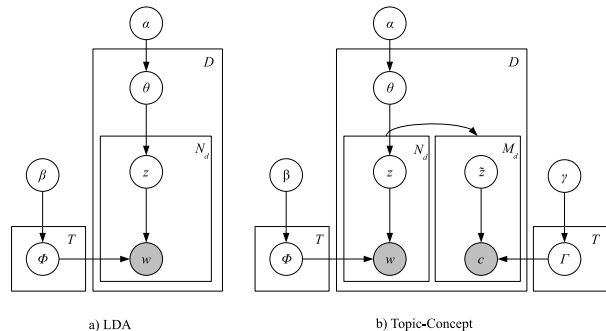 α α
D D
θ θ
N_d N_d M_d
β z β z z̃ γ
T T T
Φ w Φ w c Γ
a) LDA b) Topic-Concept